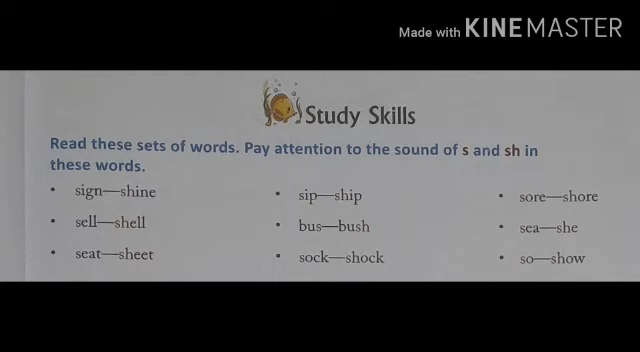 Made with KINEMASTER
Study Skills
Read these sets of words. Pay attention to the sound of s and sh in
these words.
• sign—shine • sip—ship • sore—shore
• sell—shell • bus—bush • sea—she
• seat—sheet • sock—shock • so—show